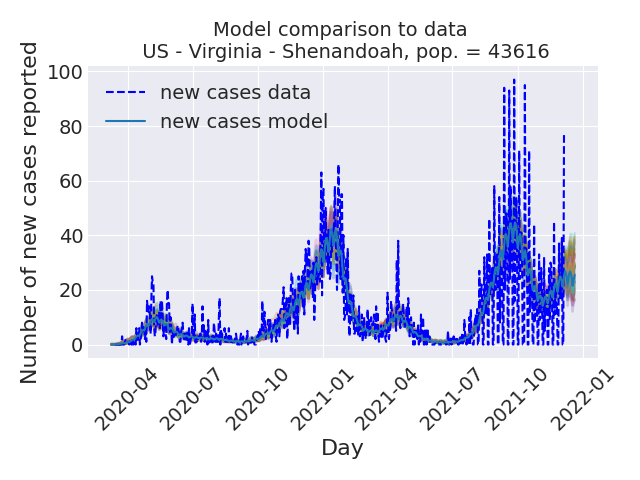 Model comparison to data
US - Virginia - Shenandoah, pop. = 43616
Number of new cases reported
100
80
60
40
20
0
new cases data
new cases model
2020-04
2020-07
2020-10
2021-01
2021-04
2021-07
2021-10
2022-01
Day